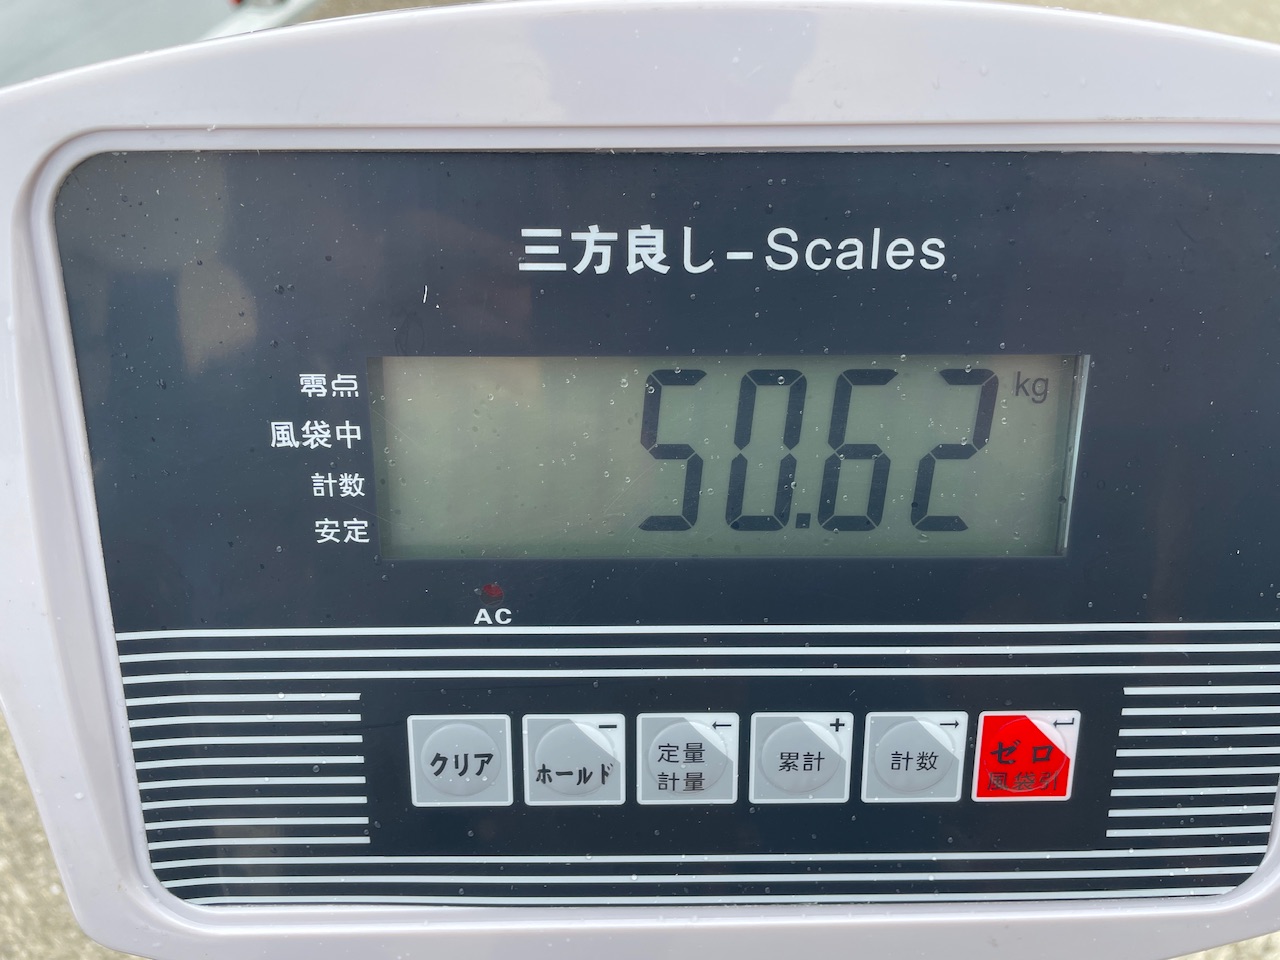 三方良し-Scales
零点
風袋中
計数
安定
50.62 kg
AC
クリア
－
ホールド
←
定量
計量
+
累計
→
計数
↵
ゼロ
風袋引